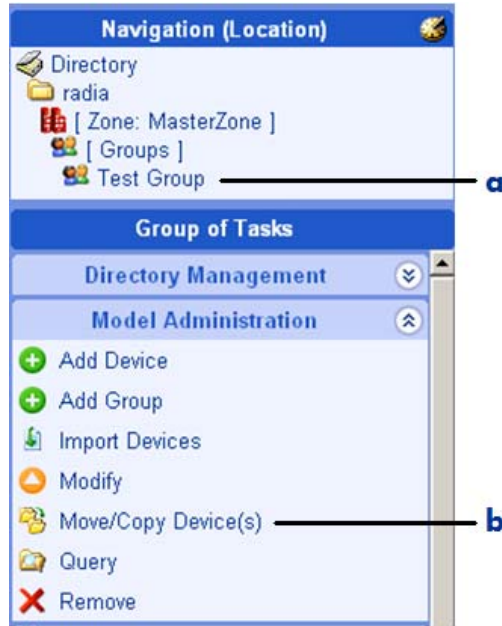 Navigation (Location)
Directory
radia
[ Zone: MasterZone ]
[ Groups ]
Test Group
a
Group of Tasks
Directory Management
Model Administration
Add Device
Add Group
Import Devices
Modify
Move/Copy Device(s)
b
Query
Remove